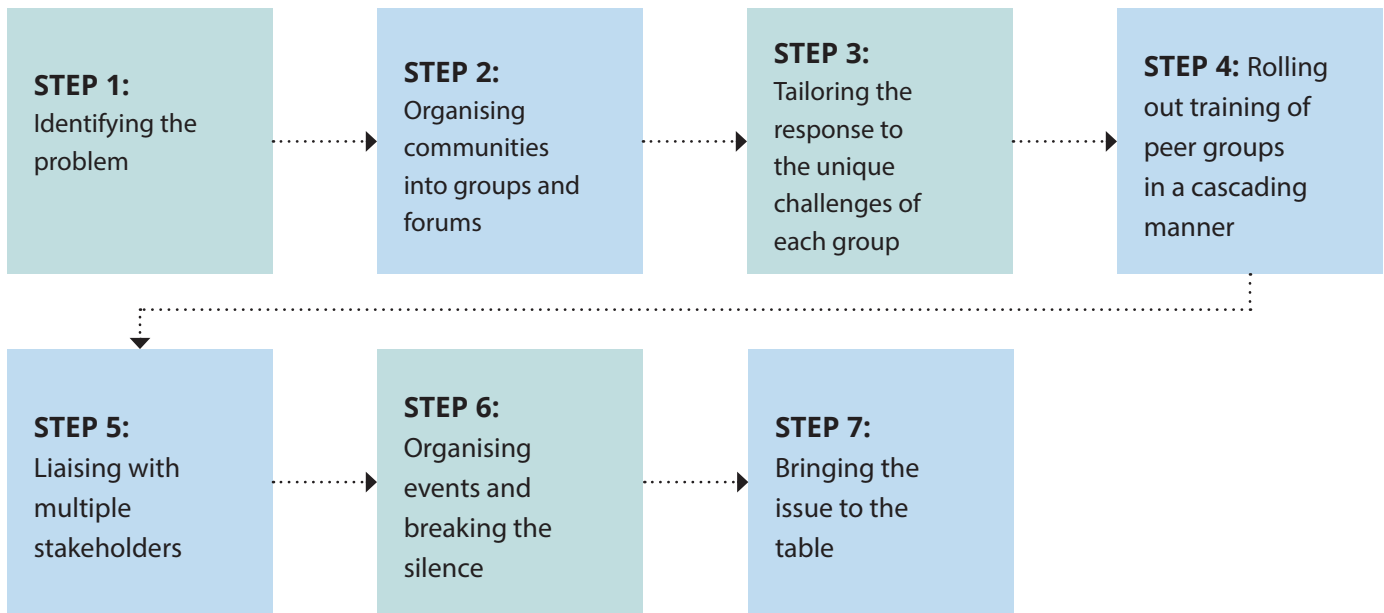 STEP 1:
Identifying the
problem
STEP 2:
Organising
communities
into groups and
forums
STEP 3:
Tailoring the
response to
the unique
challenges of
each group
STEP 4: Rolling
out training of
peer groups
in a cascading
manner
STEP 5:
Liaising with
multiple
stakeholders
STEP 6:
Organising
events and
breaking the
silence
STEP 7:
Bringing the
issue to the
table